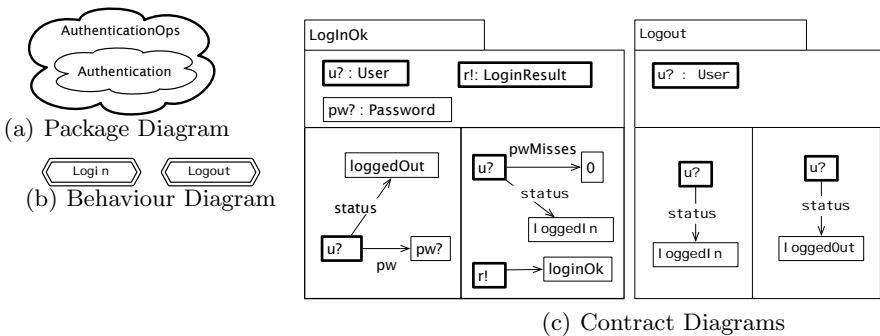 AuthenticationOps
Authentication
(a) Package Diagram
Login
Logout
(b) Behaviour Diagram
LogInOk
u? : User
r!: LoginResult
pw? : Password
loggedOut
status
u?
pw
pw?
pwMisses
u?
0
status
loggedIn
r!
loginOk
Logout
u? : User
u?
status
loggedIn
u?
status
loggedOut
(c) Contract Diagrams